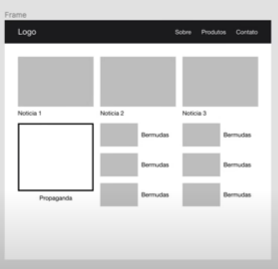 Frame
Logo
Sobre Produtos Contato
Noticia 1
Noticia 2
Noticia 3
Bermudas
Bermudas
Bermudas
Bermudas
Bermudas
Bermudas
Propaganda